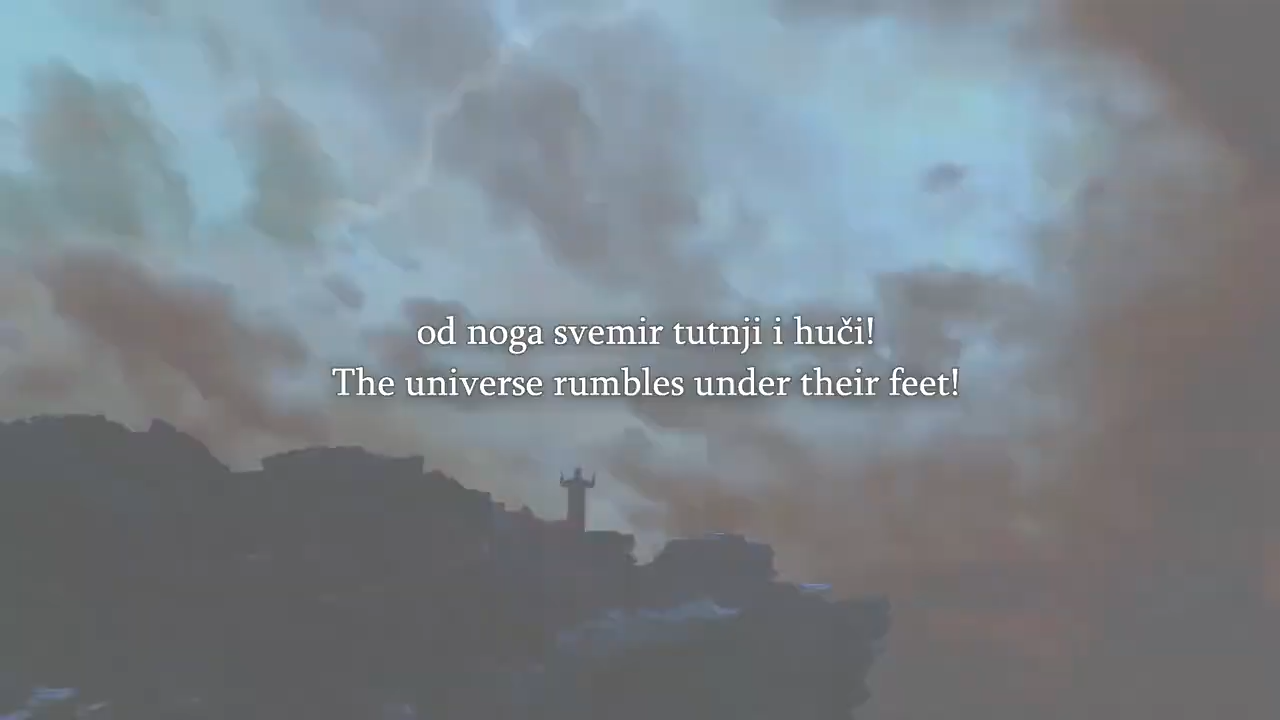 od noga svemir tutnji i huči!
The universe rumbles under their feet!